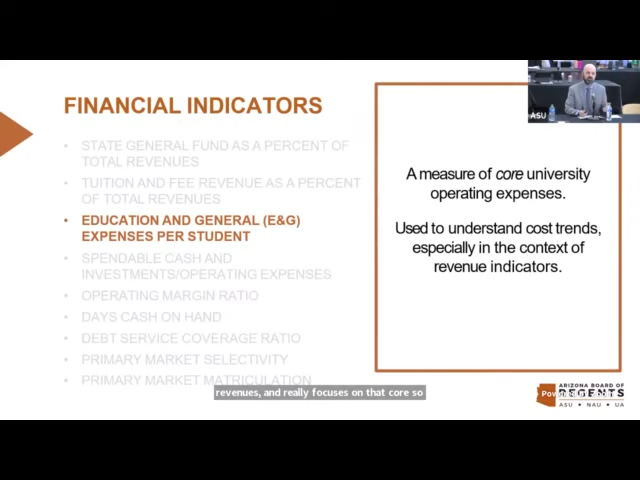 FINANCIAL INDICATORS
• STATE GENERAL FUND AS A PERCENT OF
TOTAL REVENUES
• TUITION AND FEE REVENUE AS A PERCENT
OF TOTAL REVENUES
• EDUCATION AND GENERAL (E&G)
EXPENSES PER STUDENT
• SPENDABLE CASH AND
INVESTMENTS/OPERATING EXPENSES
• OPERATING MARGIN RATIO
• DAYS CASH ON HAND
• DEBT SERVICE COVERAGE RATIO
• PRIMARY MARKET SELECTIVITY
• PRIMARY MARKET MATRICULATION
A measure of core university
operating expenses.
Used to understand cost trends,
especially in the context of
revenue indicators.
ASU
revenues, and really focuses on that core so
ARIZONA BOARD OF
REGENTS
ASU • NAU • UA